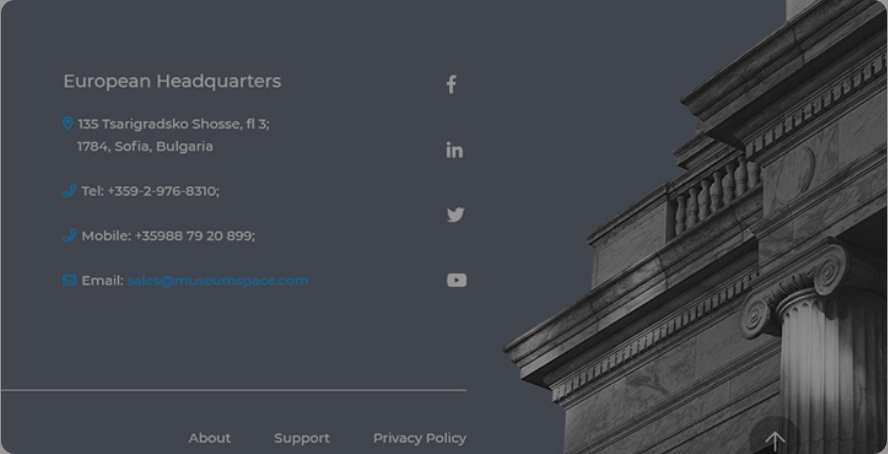 European Headquarters
135 Tsarigradsko Shosse, fl 3;
1784, Sofia, Bulgaria
Tel: +359-2-976-8310;
Mobile: +35988 79 20 899;
Email: sales@museumspace.com
About Support Privacy Policy